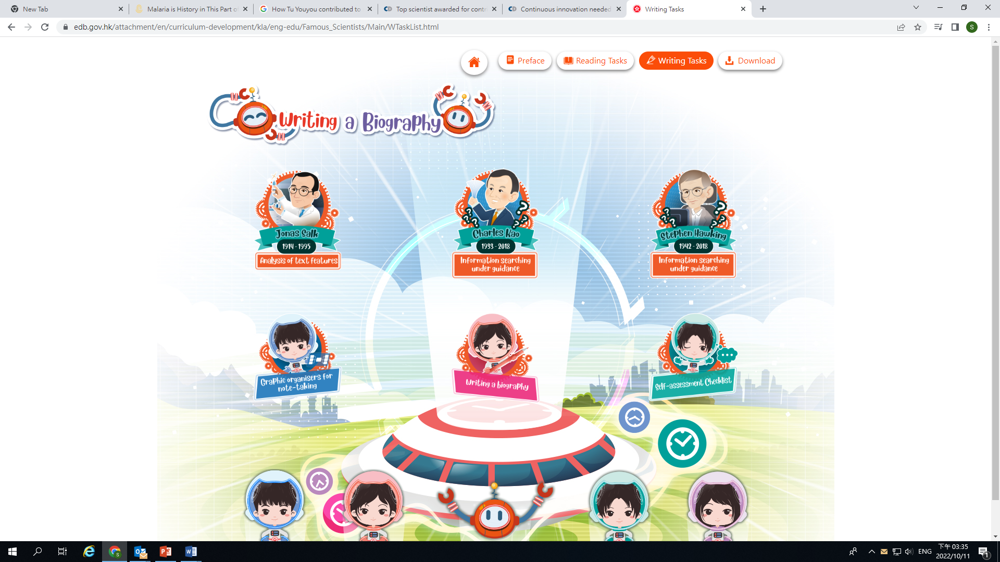 New Tab
Malaria is History in This Part of
How Tu Youyou contributed to
Top scientist awarded for contr
Continuous innovation needed
Writing Tasks
edb.gov.hk/attachment/en/curriculum-development/kla/eng-edu/Famous_Scientists/Main/WTaskList.html
S
Preface
Reading Tasks
Writing Tasks
Download
Writing a Biography
Jonas Salk
1914 - 1995
Analysis of text features
Charles Kao
1933 - 2018
Information searching
under guidance
Stephen Hawking
1942 - 2018
Information searching
under guidance
Graphic organisers for
note-taking
Writing a biography
Self-assessment Checklist
ENG
下午 03:35
2022/10/11
1